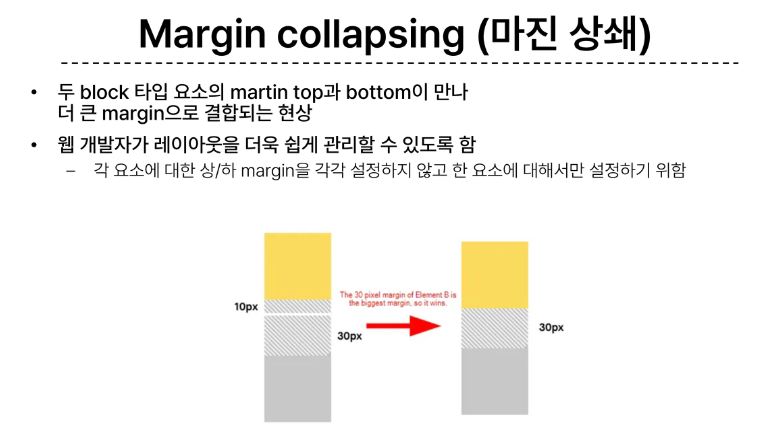 Margin collapsing (마진 상쇄)
• 두 block 타입 요소의 martin top과 bottom이 만나
더 큰 margin으로 결합되는 현상
• 웹 개발자가 레이아웃을 더욱 쉽게 관리할 수 있도록 함
– 각 요소에 대한 상/하 margin을 각각 설정하지 않고 한 요소에 대해서만 설정하기 위함
The 30 pixel margin of Element B is
the biggest margin, so it wins.
10px
30px
30px